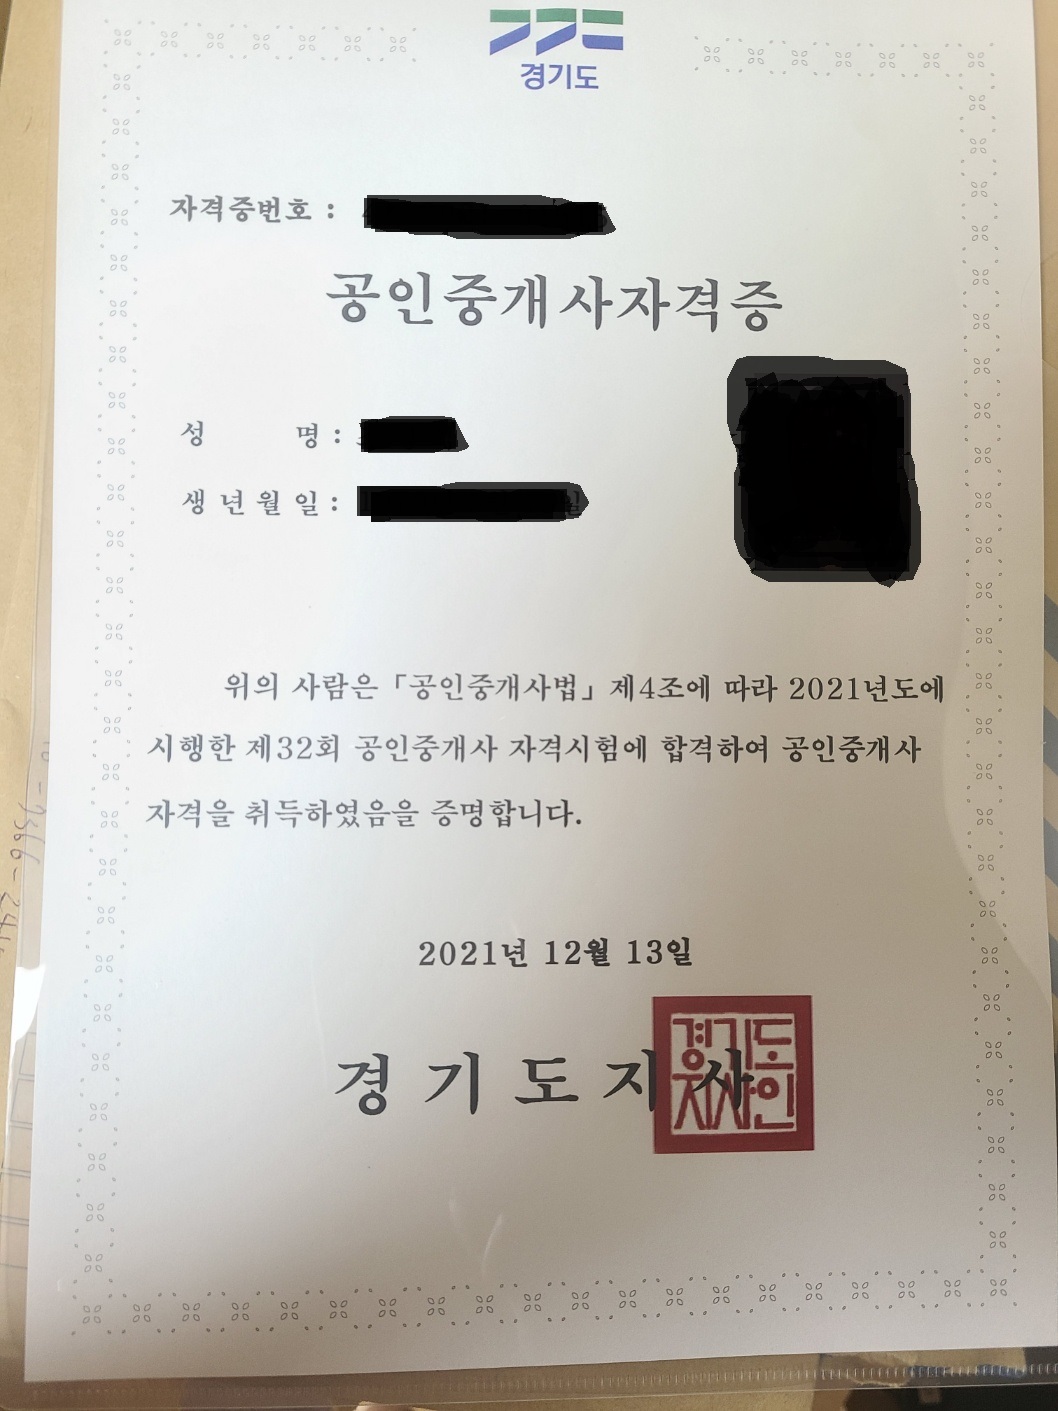 경기도
자격증번호 :
공인중개사자격증
성 명 :
생 년 월 일 :
위의 사람은 「공인중개사법」 제4조에 따라 2021년도에
시행한 제32회 공인중개사 자격시험에 합격하여 공인중개사
자격을 취득하였음을 증명합니다.
2021년 12월 13일
경 기 도 지 사
경기도
지사인